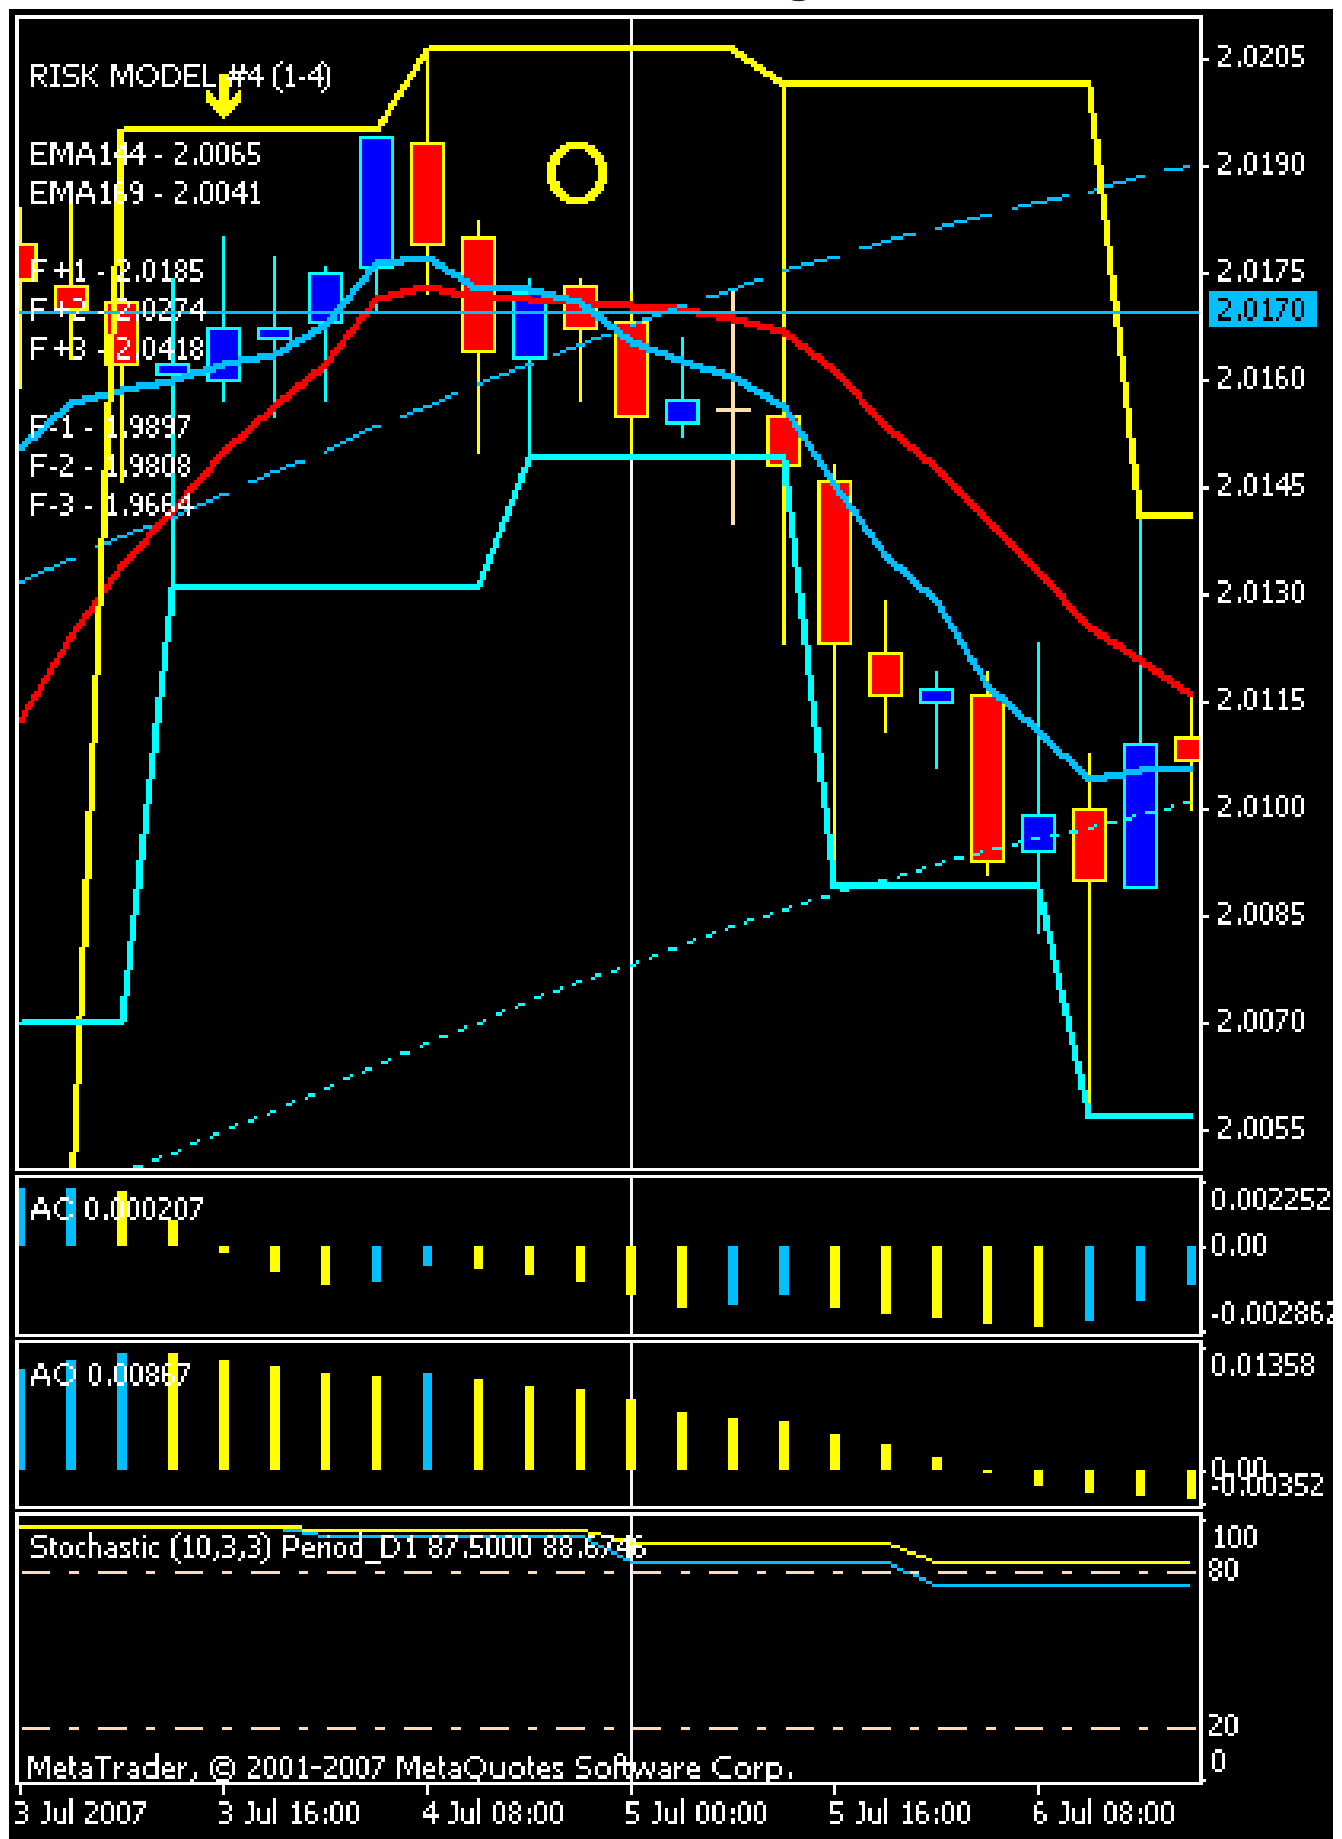 RISK MODEL #4 (1-4)
2.0205
EMA144 - 2.0065
2.0190
EMA169 - 2.0041
F+1 - 2.0185
2.0175
F+2 - 2.0274
2.0170
F+3 - 2.0418
2.0160
F-1 - 1.9897
F-2 - 1.9808
2.0145
F-3 - 1.9664
2.0130
2.0115
2.0100
2.0085
2.0070
2.0055
AC 0.000207
0.002252
0.00
-0.002862
AO 0.00867
0.01358
0.00
-0.00352
Stochastic (10,3,3) Period_D1 87.5000 88.6746
100
80
20
0
MetaTrader, © 2001-2007 MetaQuotes Software Corp.
3 Jul 2007 3 Jul 16:00 4 Jul 08:00 5 Jul 00:00 5 Jul 16:00 6 Jul 08:00